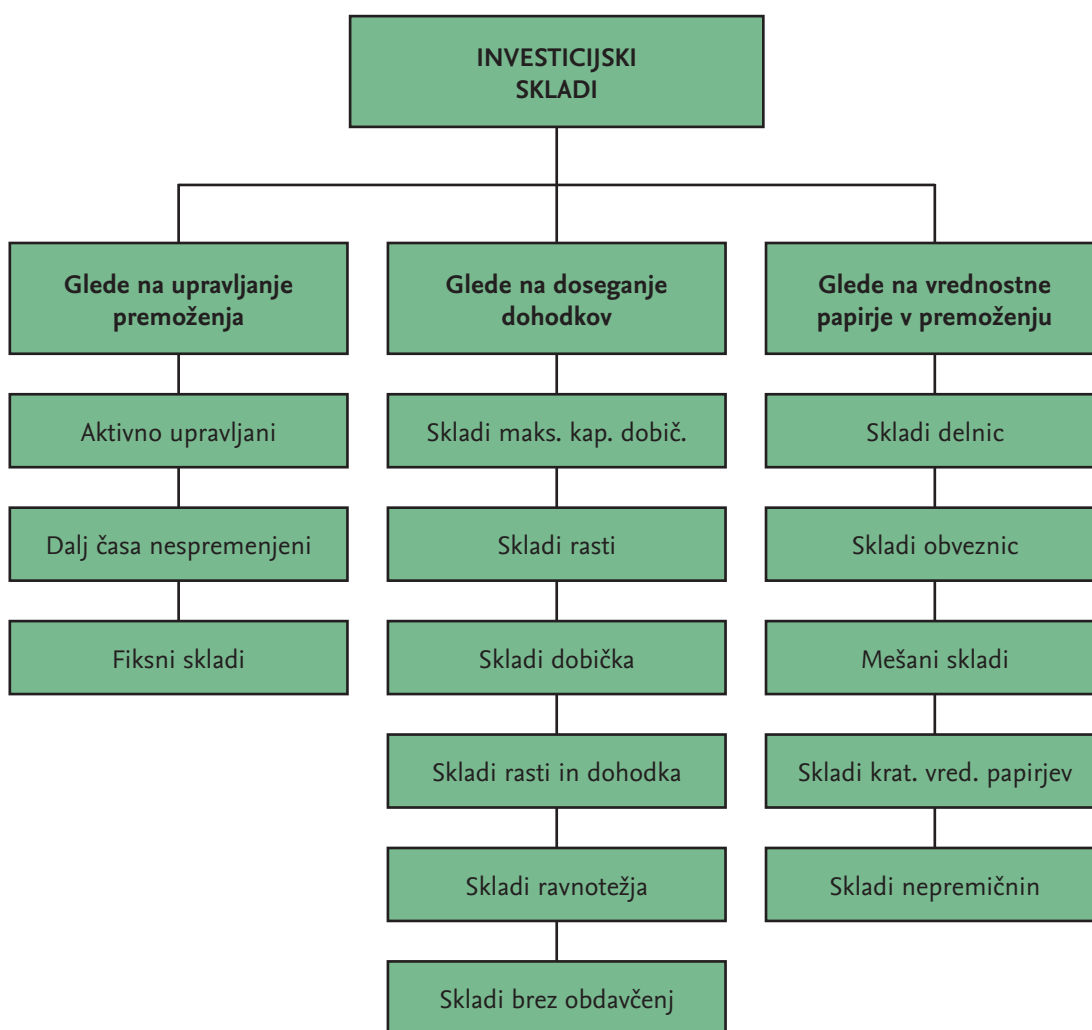 INVESTICIJSKI
SKLADI
Glede na upravljanje
premoženja
Aktivno upravljani
Dalj časa nespremenjeni
Fiksni skladi
Glede na doseganje
dohodkov
Skladi maks. kap. dobič.
Skladi rasti
Skladi dobička
Skladi rasti in dohodka
Skladi ravnotežja
Skladi brez obdavčenj
Glede na vrednostne
papirje v premoženju
Skladi delnic
Skladi obveznic
Mešani skladi
Skladi krat. vred. papirjev
Skladi nepremičnin